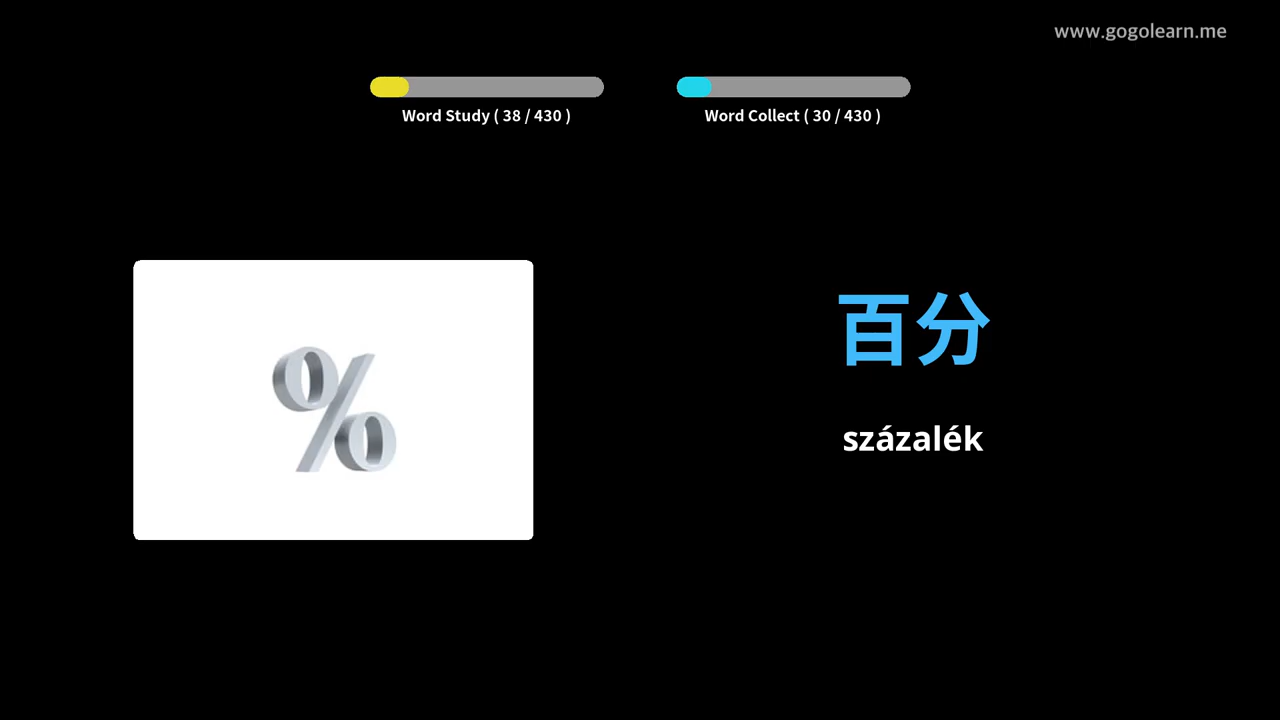 www.gogolearn.me
Word Study ( 38 / 430 )
Word Collect ( 30 / 430 )
%
百分
százalék